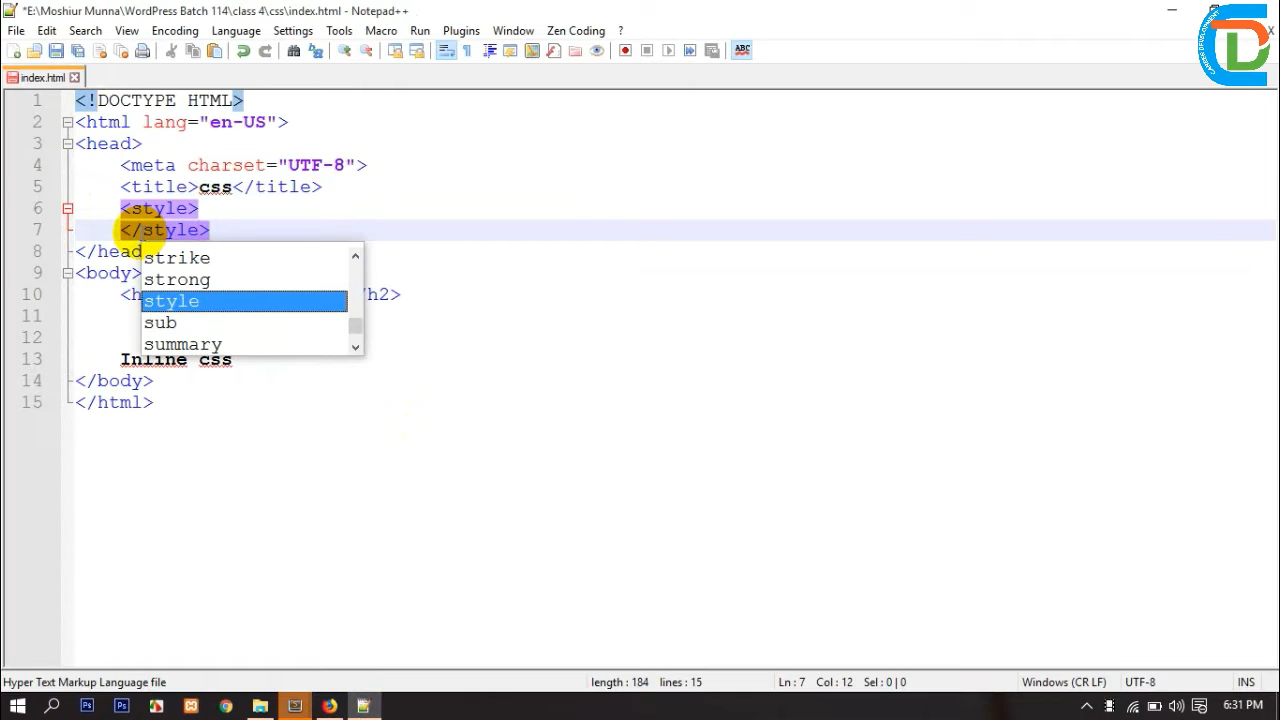 *E:\Moshiur Munna\WordPress Batch 114\class 4\css\index.html - Notepad++
File Edit Search View Encoding Language Settings Tools Macro Run Plugins Window Zen Coding ? X
ABC
index.html
1 <!DOCTYPE HTML>
2 <html lang="en-US">
3 <head>
4 <meta charset="UTF-8">
5 <title>css</title>
6 <style>
7 </style>
8 </head
9 <body>
10 <h /h2>
11
12
13 Inline css
14 </body>
15 </html>
strike
strong
style
sub
summary
CAREER DEVELOPMENT
Hyper Text Markup Language file length : 184 lines : 15 Ln : 7 Col : 12 Sel : 0 | 0 Windows (CR LF) UTF-8 INS
Ps Ps 6:31 PM